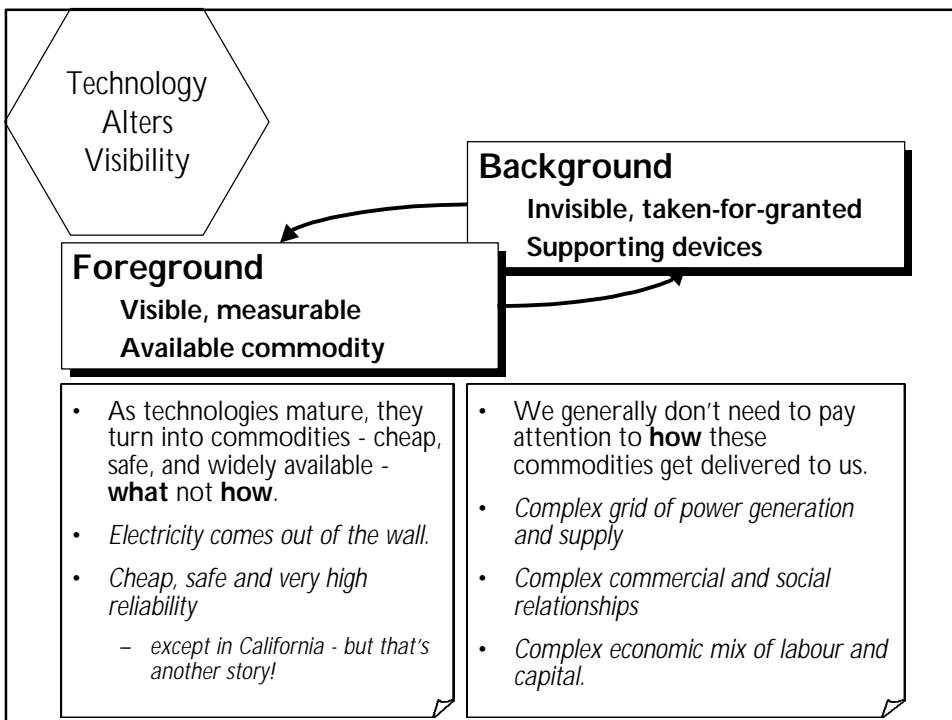 Technology
Alters
Visibility
Background
Invisible, taken-for-granted
Supporting devices
Foreground
Visible, measurable
Available commodity
• As technologies mature, they
turn into commodities - cheap,
safe, and widely available -
what not how.
• Electricity comes out of the wall.
• Cheap, safe and very high
reliability
– except in California - but that's
another story!
• We generally don't need to pay
attention to how these
commodities get delivered to us.
• Complex grid of power generation
and supply
• Complex commercial and social
relationships
• Complex economic mix of labour and
capital.